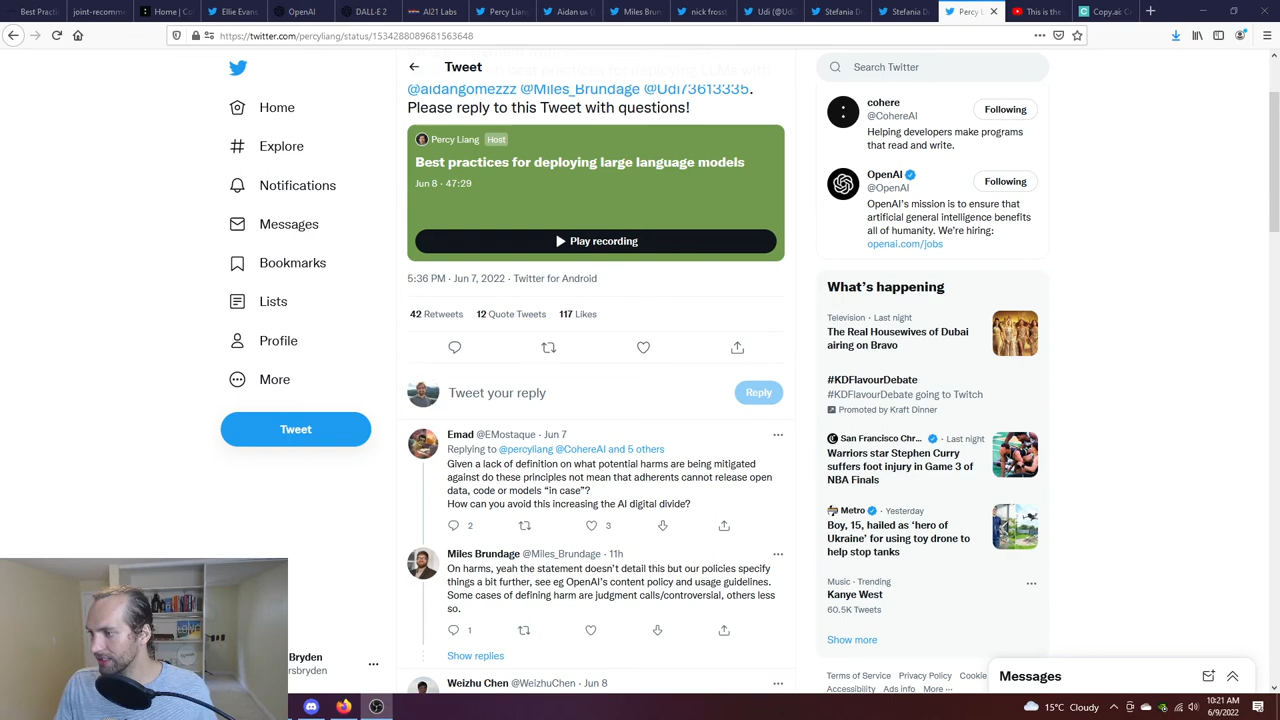 Best Practic
joint-recomm
Home | Co
Ellie Evans
OpenAI
DALL·E 2
AI21 Labs
Percy Lian
Aidan ux (
Miles Brun
nick frosst
Udi (@Udi
Stefania D
Stefania D
Percy L
This is the
Copy.ai: C
https://twitter.com/percyliang/status/1534288089681563648
Tweet
Search Twitter
n best practices for deploying LLMs with
@aidangomezzz @Miles_Brundage @Udi73613335.
Please reply to this Tweet with questions!
Percy Liang Host
Best practices for deploying large language models
Jun 8 · 47:29
Play recording
5:36 PM · Jun 7, 2022 · Twitter for Android
42 Retweets 12 Quote Tweets 117 Likes
Tweet your reply
Reply
Emad @EMostaque · Jun 7
Replying to @percyliang @CohereAI and 5 others
Given a lack of definition on what potential harms are being mitigated
against do these principles not mean that adherents cannot release open
data, code or models “in case”?
How can you avoid this increasing the AI digital divide?
2
3
Miles Brundage @Miles_Brundage · 11h
On harms, yeah the statement doesn’t detail this but our policies specify
things a bit further, see eg OpenAI’s content policy and usage guidelines.
Some cases of defining harm are judgment calls/controversial, others less
so.
1
Show replies
Weizhu Chen @WeizhuChen · Jun 8
Home
Explore
Notifications
Messages
Bookmarks
Lists
Profile
More
Tweet
Bryden
rsbryden
cohere
@CohereAI
Following
Helping developers make programs
that read and write.
OpenAI
@OpenAI
Following
OpenAI’s mission is to ensure that
artificial general intelligence benefits
all of humanity. We’re hiring:
openai.com/jobs
What’s happening
Television · Last night
The Real Housewives of Dubai
airing on Bravo
#KDFlavourDebate
#KDFlavourDebate going to Twitch
Promoted by Kraft Dinner
San Francisco Chr... · Last night
Warriors star Stephen Curry
suffers foot injury in Game 3 of
NBA Finals
Metro · Yesterday
Boy, 15, hailed as ‘hero of
Ukraine’ for using toy drone to
help stop tanks
Music · Trending
Kanye West
60.5K Tweets
Show more
Terms of Service Privacy Policy Cookie
Accessibility Ads info More ···
Messages
15°C Cloudy
10:21 AM
6/9/2022